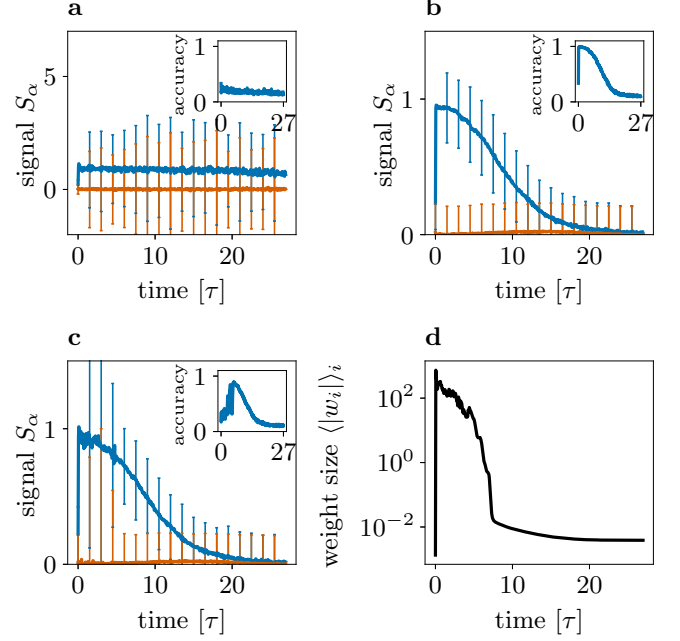 a
signal Sα
5
0
accuracy
1
0
0
27
0
10
20
time [τ]
b
signal Sα
1
0
accuracy
1
0
0
27
0
10
20
time [τ]
c
signal Sα
1
0
accuracy
1
0
0
27
0
10
20
time [τ]
d
weight size ⟨|wᵢ|⟩ᵢ
10²
10⁰
10⁻²
0
10
20
time [τ]